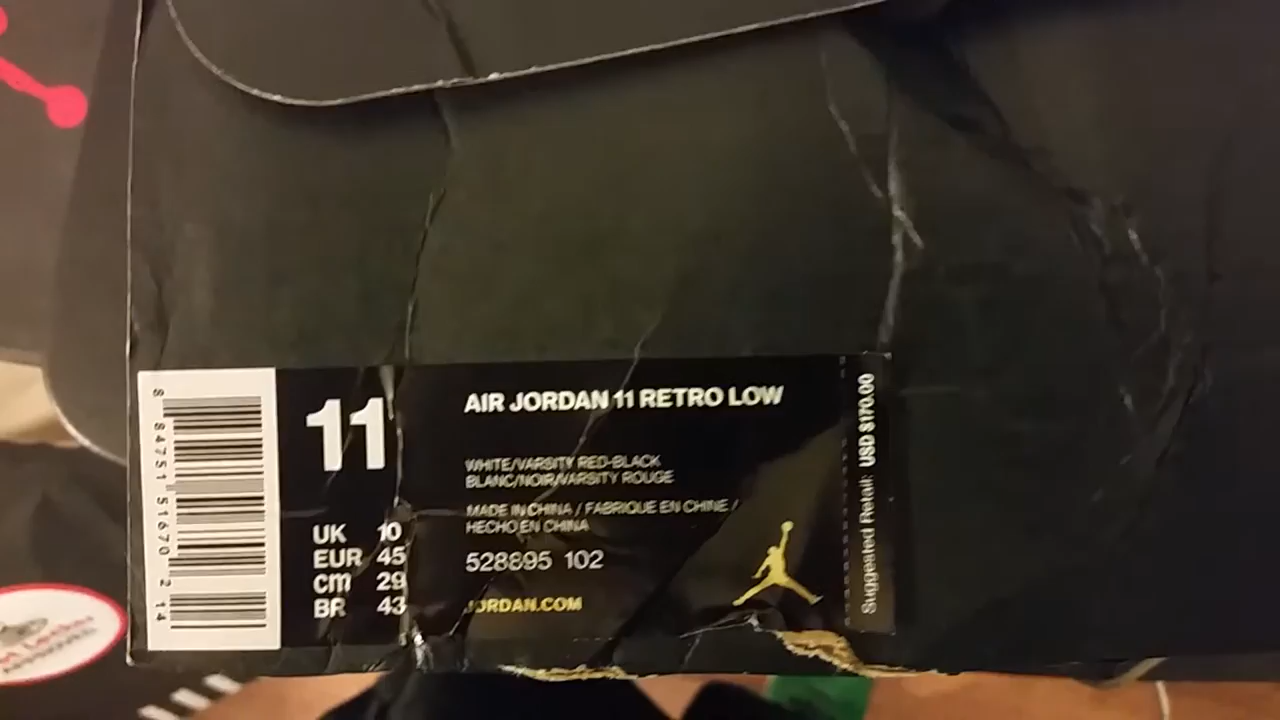 8 84751 51670 2 14
11
UK 10
EUR 45
cm 29
BR 43
AIR JORDAN 11 RETRO LOW
WHITE/VARSITY RED-BLACK
BLANC/NOIR/VARSITY ROUGE
MADE IN CHINA / FABRIQUE EN CHINE /
HECHO EN CHINA
528895 102
JORDAN.COM
Suggested Retail: USD $170.00
APPROVED